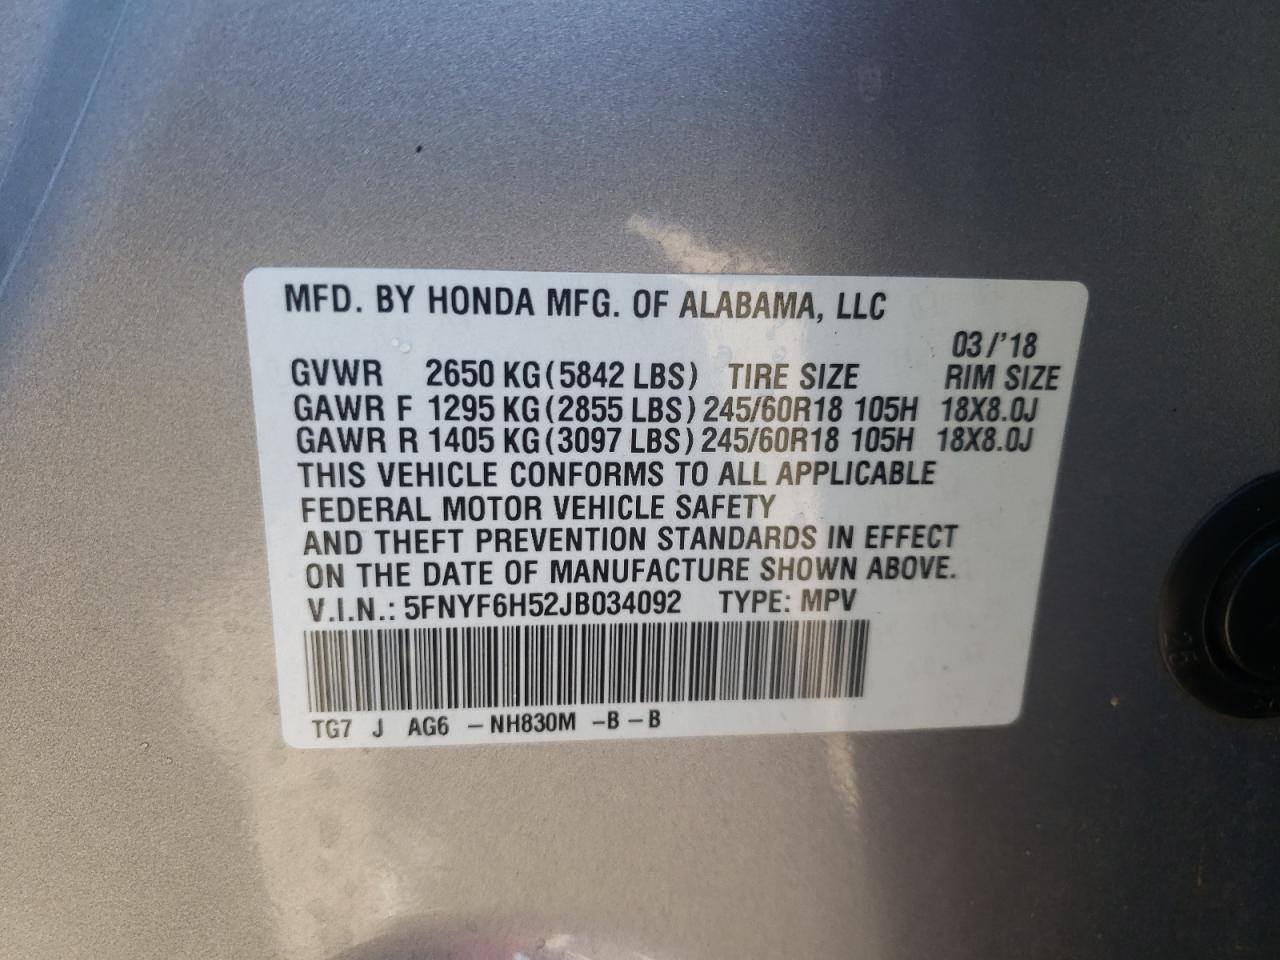 MFD. BY HONDA MFG. OF ALABAMA, LLC
03/'18
GVWR 2650 KG (5842 LBS) TIRE SIZE RIM SIZE
GAWR F 1295 KG (2855 LBS) 245/60R18 105H 18X8.0J
GAWR R 1405 KG (3097 LBS) 245/60R18 105H 18X8.0J
THIS VEHICLE CONFORMS TO ALL APPLICABLE
FEDERAL MOTOR VEHICLE SAFETY
AND THEFT PREVENTION STANDARDS IN EFFECT
ON THE DATE OF MANUFACTURE SHOWN ABOVE.
V.I.N.: 5FNYF6H52JB034092 TYPE: MPV
TG7 J AG6 -NH830M -B-B